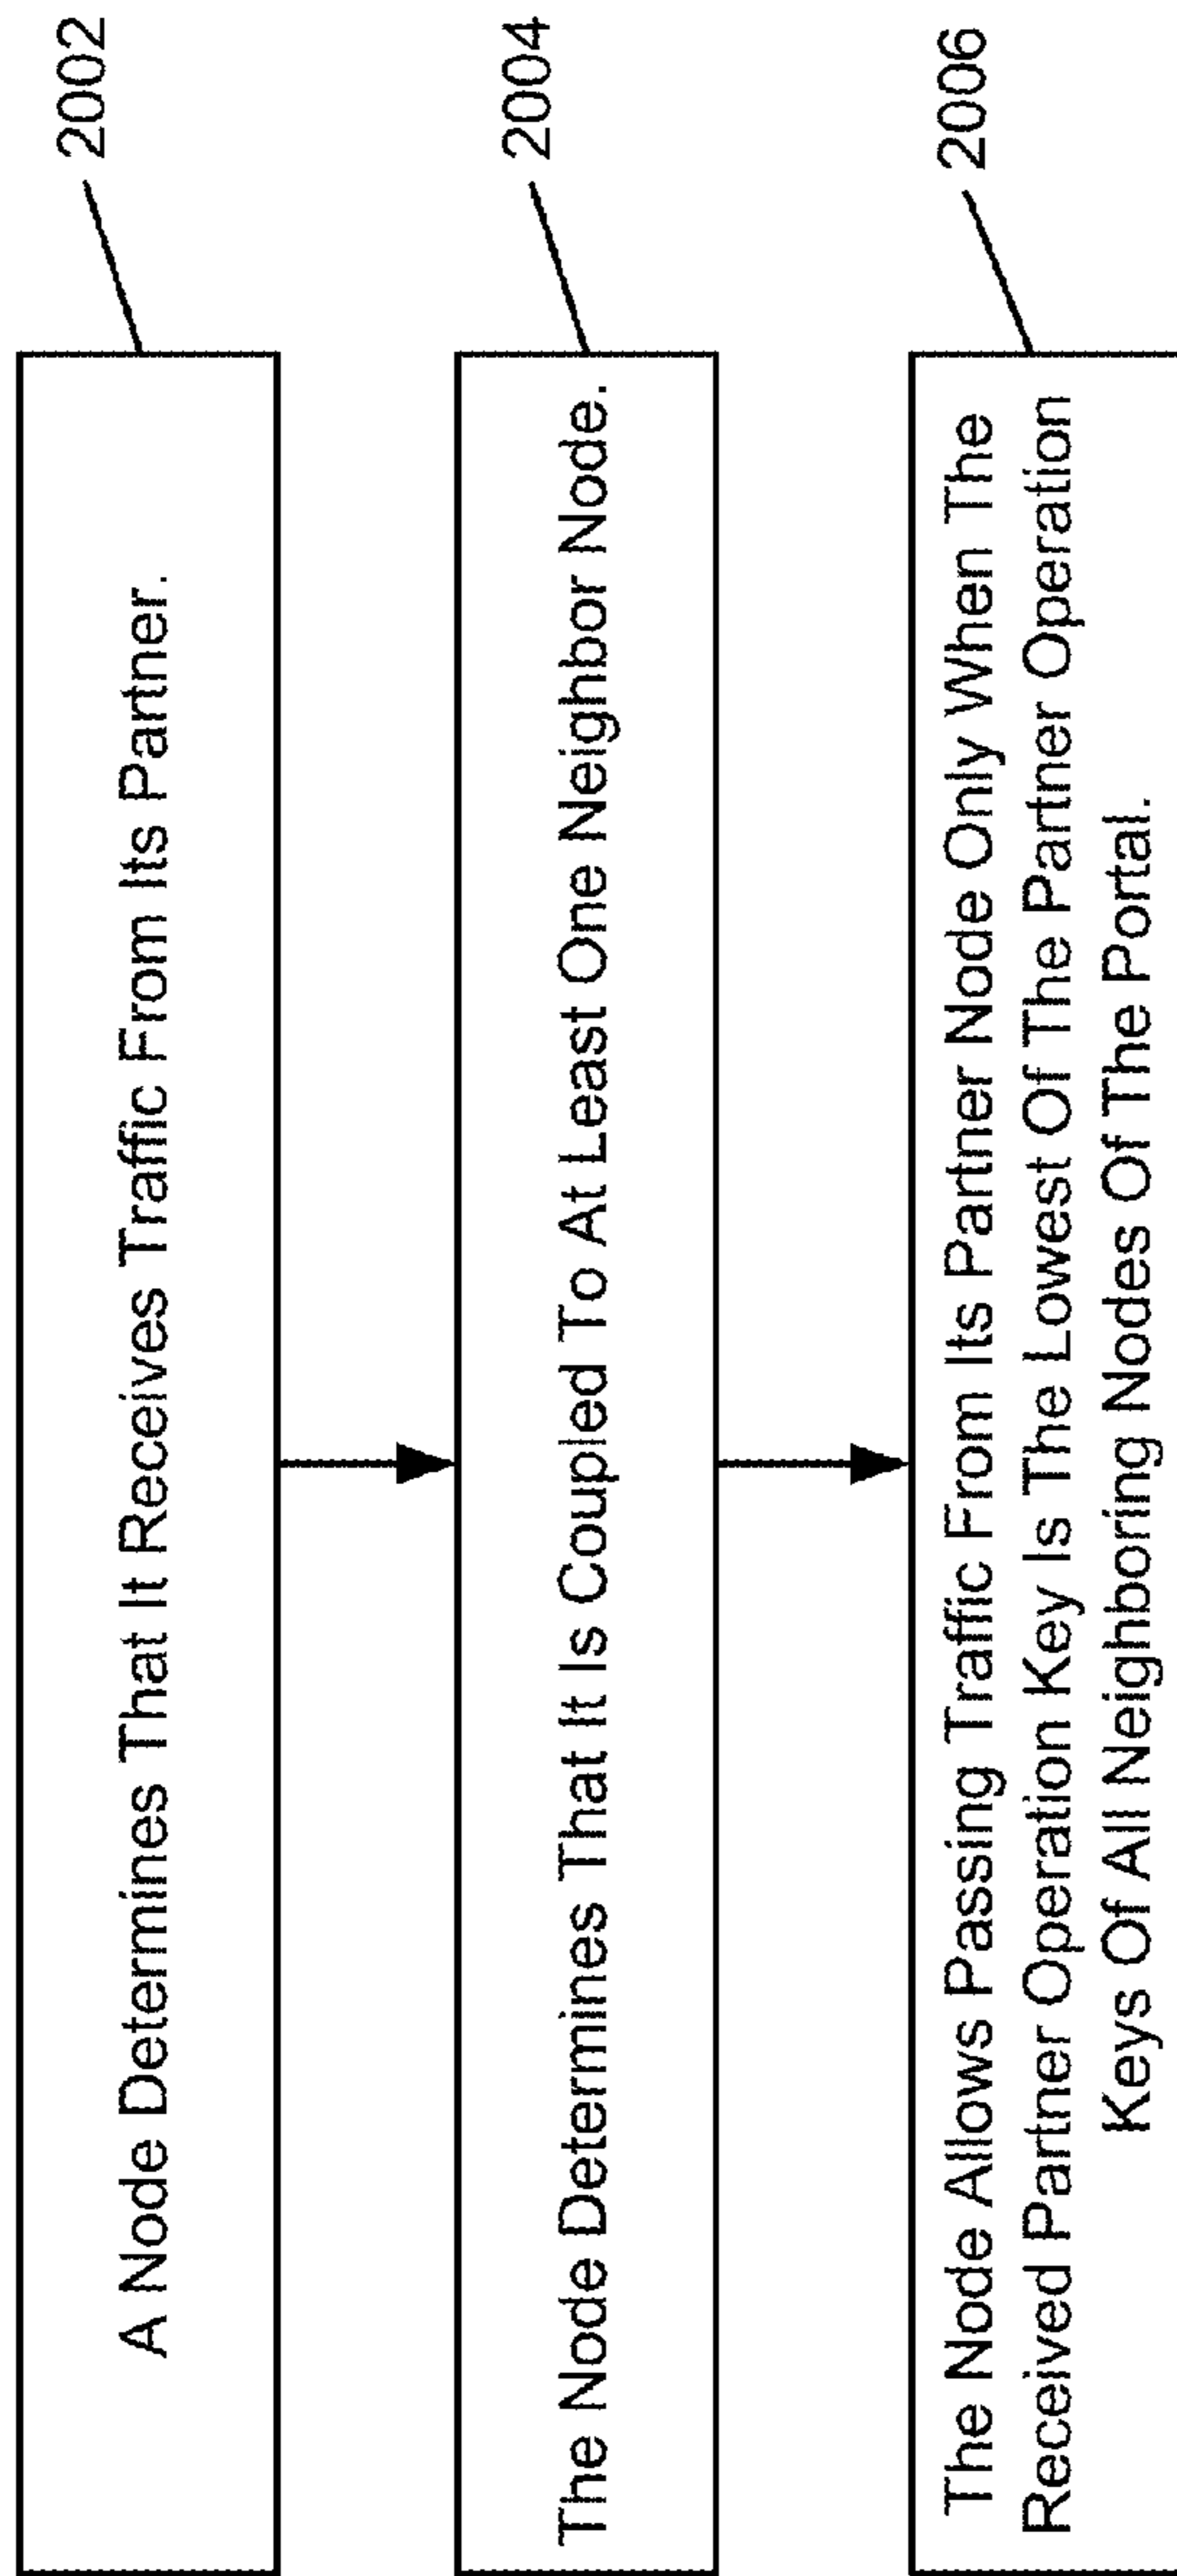 A Node Determines That It Receives Traffic From Its Partner.
2002
The Node Determines That It Is Coupled To At Least One Neighbor Node.
2004
The Node Allows Passing Traffic From Its Partner Node Only When The
Received Partner Operation Key Is The Lowest Of The Partner Operation
Keys Of All Neighboring Nodes Of The Portal.
2006